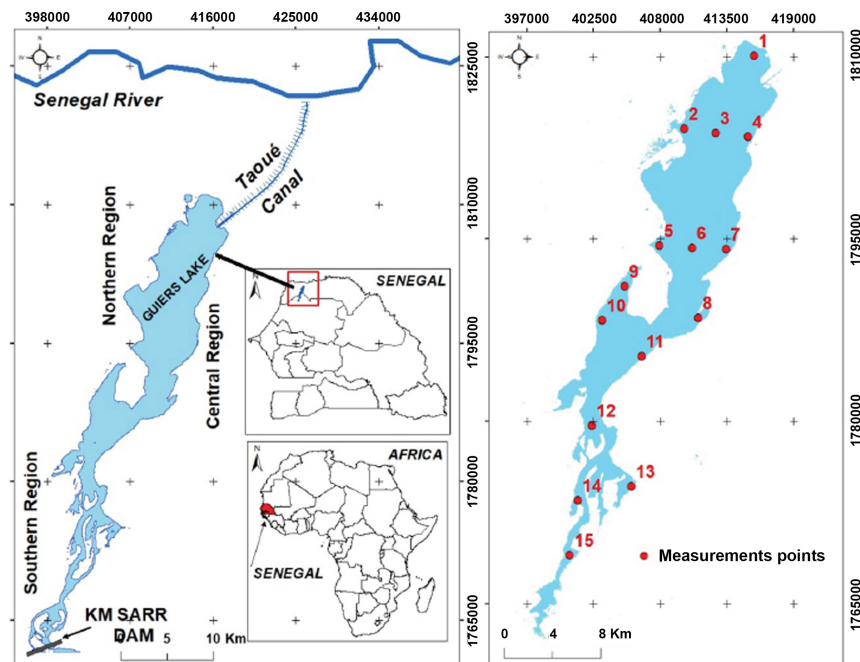 398000 407000 416000 425000 434000
N
W E
S
Senegal River
1825000
Taoué
Canal
1810000
Northern Region
GUIERS LAKE
Central Region
N
SENEGAL
1795000
N
AFRICA
SENEGAL
1780000
Southern Region
KM SARR
DAM
0 5 10 Km
1765000
397000 402500 408000 413500 419000
N
W E
S
1
1810000
2 3 4
5 6 7
1795000
9
10 8
11
12
1780000
13
14
15
Measurements points
1765000
0 4 8 Km